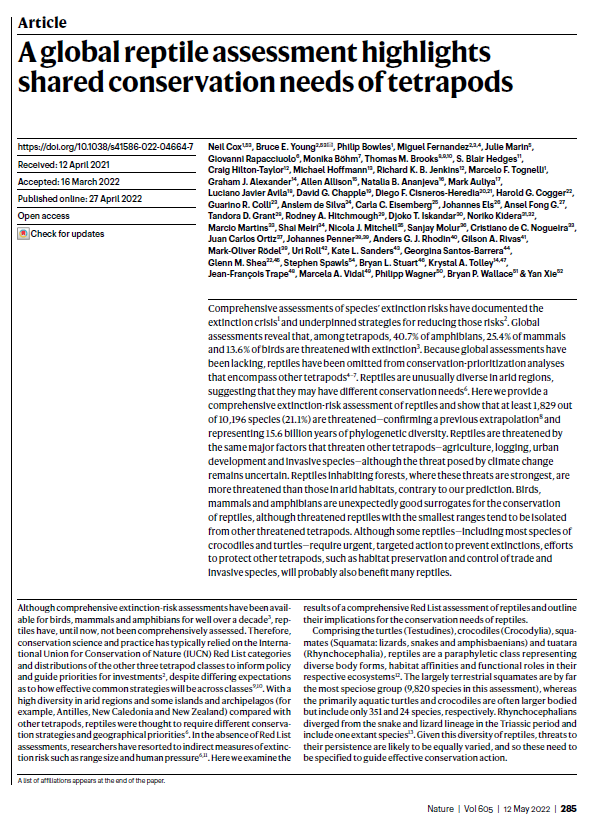 Article
A global reptile assessment highlights
shared conservation needs of tetrapods
https://doi.org/10.1038/s41586-022-04664-7
Received: 12 April 2021
Accepted: 16 March 2022
Published online: 27 April 2022
Open access
Check for updates
Neil Cox1,53, Bruce E. Young2,53✉, Philip Bowles1, Miguel Fernandez2,3,4, Julie Marin5,
Giovanni Rapacciuolo6, Monika Böhm7, Thomas M. Brooks8,9,10, S. Blair Hedges11,
Craig Hilton-Taylor12, Michael Hoffmann13, Richard K. B. Jenkins12, Marcelo F. Tognelli1,
Graham J. Alexander14, Allen Allison15, Natalia B. Ananjeva16, Mark Auliya17,
Luciano Javier Avila18, David G. Chapple19, Diego F. Cisneros-Heredia20,21, Harold G. Cogger22,
Guarino R. Colli23, Anslem de Silva24, Carla C. Eisemberg25, Johannes Els26, Ansel Fong G.27,
Tandora D. Grant28, Rodney A. Hitchmough29, Djoko T. Iskandar30, Noriko Kidera31,32,
Marcio Martins33, Shai Meiri34, Nicola J. Mitchell35, Sanjay Molur36, Cristiano de C. Nogueira33,
Juan Carlos Ortiz37, Johannes Penner38,39, Anders G. J. Rhodin40, Gilson A. Rivas41,
Mark-Oliver Rödel39, Uri Roll42, Kate L. Sanders43, Georgina Santos-Barrera44,
Glenn M. Shea22,45, Stephen Spawls54, Bryan L. Stuart46, Krystal A. Tolley14,47,
Jean-François Trape48, Marcela A. Vidal49, Philipp Wagner50, Bryan P. Wallace51 & Yan Xie52
Comprehensive assessments of species’ extinction risks have documented the
extinction crisis1 and underpinned strategies for reducing those risks2. Global
assessments reveal that, among tetrapods, 40.7% of amphibians, 25.4% of mammals
and 13.6% of birds are threatened with extinction3. Because global assessments have
been lacking, reptiles have been omitted from conservation-prioritization analyses
that encompass other tetrapods4–7. Reptiles are unusually diverse in arid regions,
suggesting that they may have different conservation needs6. Here we provide a
comprehensive extinction-risk assessment of reptiles and show that at least 1,829 out
of 10,196 species (21.1%) are threatened—confirming a previous extrapolation8 and
representing 15.6 billion years of phylogenetic diversity. Reptiles are threatened by
the same major factors that threaten other tetrapods—agriculture, logging, urban
development and invasive species—although the threat posed by climate change
remains uncertain. Reptiles inhabiting forests, where these threats are strongest, are
more threatened than those in arid habitats, contrary to our prediction. Birds,
mammals and amphibians are unexpectedly good surrogates for the conservation
of reptiles, although threatened reptiles with the smallest ranges tend to be isolated
from other threatened tetrapods. Although some reptiles—including most species of
crocodiles and turtles—require urgent, targeted action to prevent extinctions, efforts
to protect other tetrapods, such as habitat preservation and control of trade and
invasive species, will probably also benefit many reptiles.
Although comprehensive extinction-risk assessments have been avail-
able for birds, mammals and amphibians for well over a decade3, rep-
tiles have, until now, not been comprehensively assessed. Therefore,
conservation science and practice has typically relied on the Interna-
tional Union for Conservation of Nature (IUCN) Red List categories
and distributions of the other three tetrapod classes to inform policy
and guide priorities for investments2, despite differing expectations
as to how effective common strategies will be across classes9,10. With a
high diversity in arid regions and some islands and archipelagos (for
example, Antilles, New Caledonia and New Zealand) compared with
other tetrapods, reptiles were thought to require different conserva-
tion strategies and geographical priorities6. In the absence of Red List
assessments, researchers have resorted to indirect measures of extinc-
tion risk such as range size and human pressure6,11. Here we examine the
results of a comprehensive Red List assessment of reptiles and outline
their implications for the conservation needs of reptiles.
Comprising the turtles (Testudines), crocodiles (Crocodylia), squa-
mates (Squamata: lizards, snakes and amphisbaenians) and tuatara
(Rhynchocephalia), reptiles are a paraphyletic class representing
diverse body forms, habitat affinities and functional roles in their
respective ecosystems12. The largely terrestrial squamates are by far
the most speciose group (9,820 species in this assessment), whereas
the primarily aquatic turtles and crocodiles are often larger bodied
but include only 351 and 24 species, respectively. Rhynchocephalians
diverged from the snake and lizard lineage in the Triassic period and
include one extant species13. Given this diversity of reptiles, threats to
their persistence are likely to be equally varied, and so these need to
be specified to guide effective conservation action.
A list of affiliations appears at the end of the paper.
Nature | Vol 605 | 12 May 2022 | 285